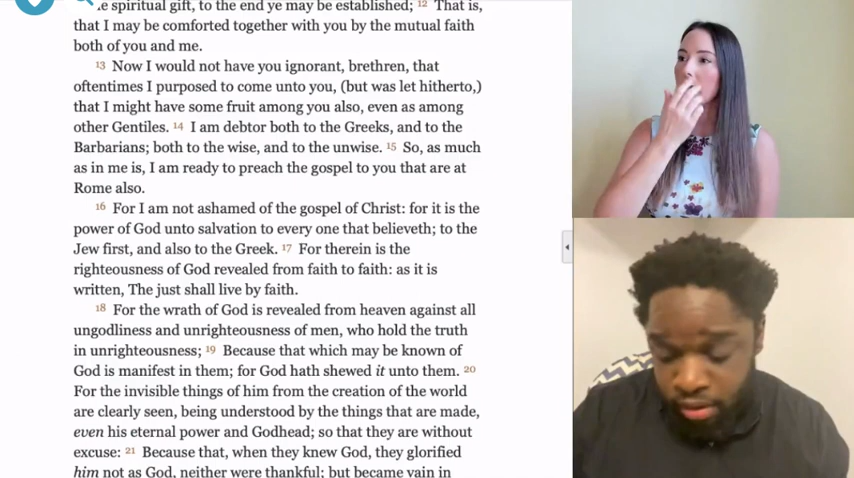 spiritual gift, to the end ye may be established; 12 That is,
that I may be comforted together with you by the mutual faith
both of you and me.
13 Now I would not have you ignorant, brethren, that
oftentimes I purposed to come unto you, (but was let hitherto,)
that I might have some fruit among you also, even as among
other Gentiles. 14 I am debtor both to the Greeks, and to the
Barbarians; both to the wise, and to the unwise. 15 So, as much
as in me is, I am ready to preach the gospel to you that are at
Rome also.
16 For I am not ashamed of the gospel of Christ: for it is the
power of God unto salvation to every one that believeth; to the
Jew first, and also to the Greek. 17 For therein is the
righteousness of God revealed from faith to faith: as it is
written, The just shall live by faith.
18 For the wrath of God is revealed from heaven against all
ungodliness and unrighteousness of men, who hold the truth
in unrighteousness; 19 Because that which may be known of
God is manifest in them; for God hath shewed it unto them. 20
For the invisible things of him from the creation of the world
are clearly seen, being understood by the things that are made,
even his eternal power and Godhead; so that they are without
excuse: 21 Because that, when they knew God, they glorified
him not as God, neither were thankful; but became vain in